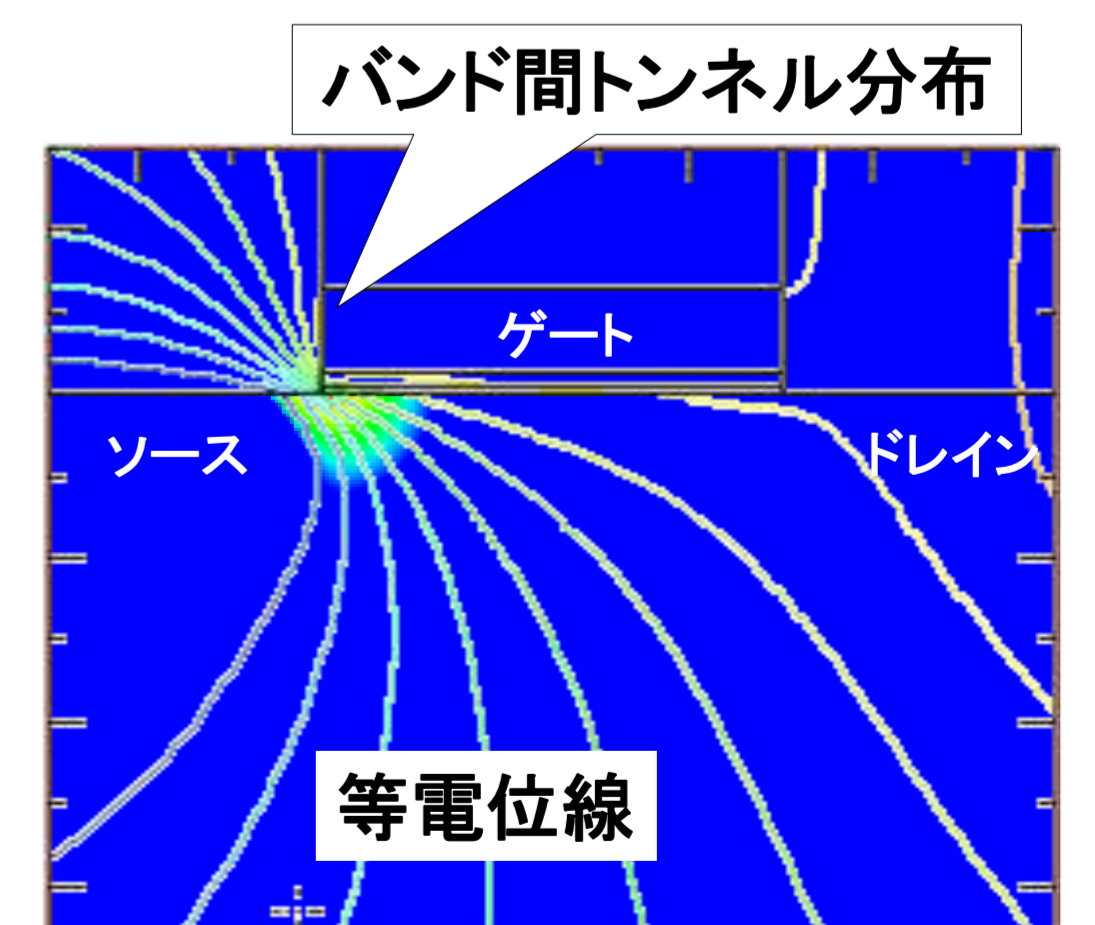 バンド間トンネル分布
ゲート
ソース
ドレイン
等電位線